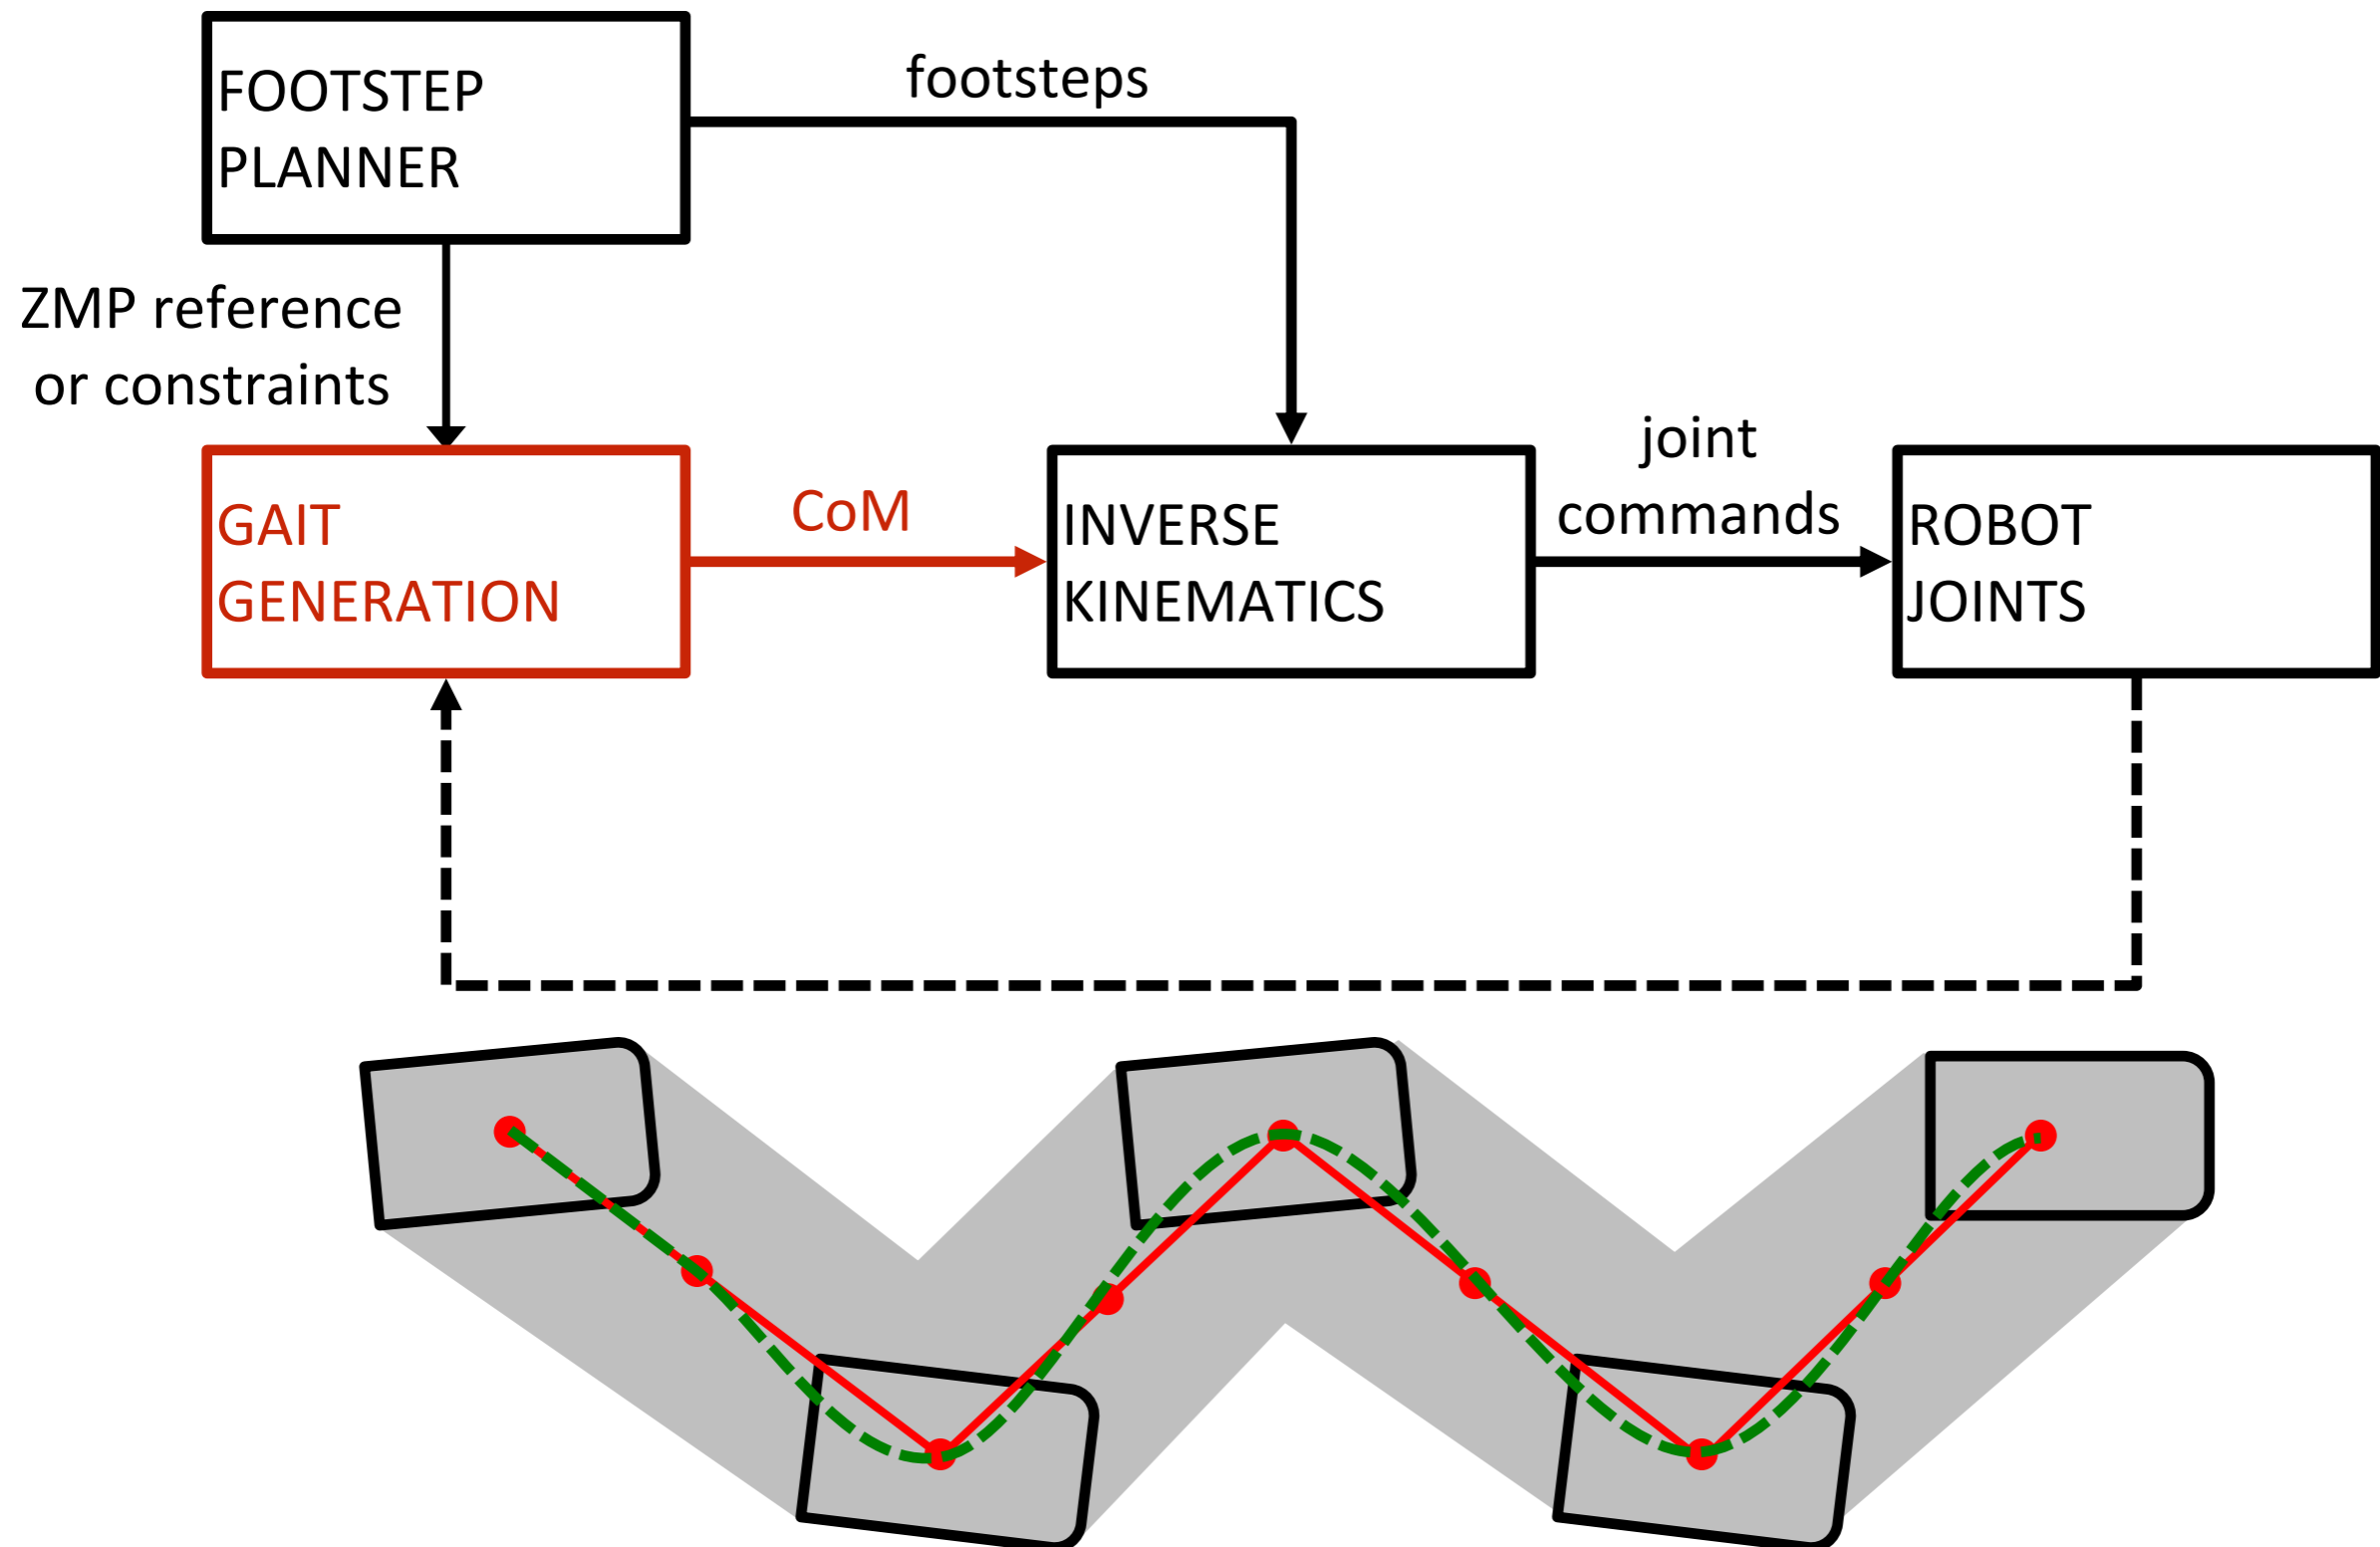 FOOTSTEP
PLANNER
footsteps
ZMP reference
or constraints
GAIT
GENERATION
CoM
INVERSE
KINEMATICS
joint
commands
ROBOT
JOINTS